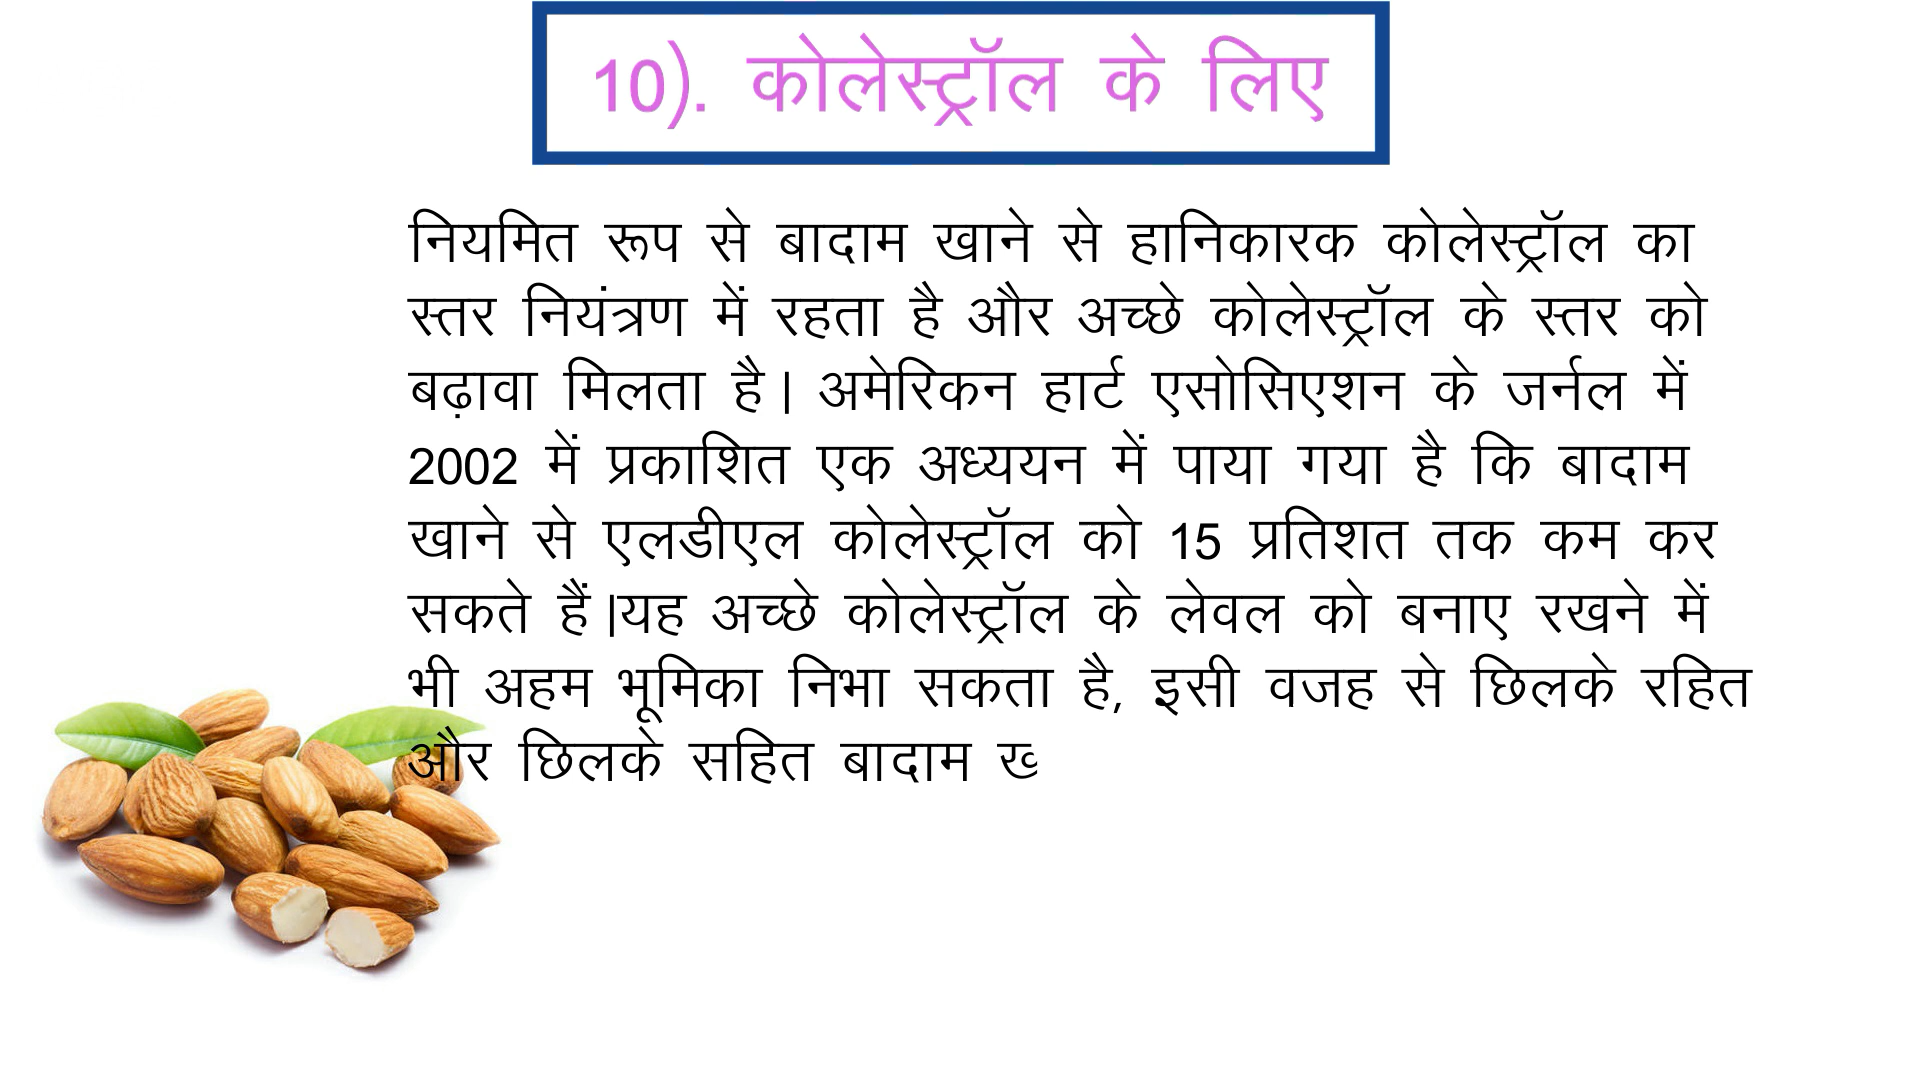 10). कोलेस्ट्रॉल के लिए
नियमित रूप से बादाम खाने से हानिकारक कोलेस्ट्रॉल का
स्तर नियंत्रण में रहता है और अच्छे कोलेस्ट्रॉल के स्तर को
बढ़ावा मिलता है। अमेरिकन हार्ट एसोसिएशन के जर्नल में
2002 में प्रकाशित एक अध्ययन में पाया गया है कि बादाम
खाने से एलडीएल कोलेस्ट्रॉल को 15 प्रतिशत तक कम कर
सकते हैं।यह अच्छे कोलेस्ट्रॉल के लेवल को बनाए रखने में
भी अहम भूमिका निभा सकता है, इसी वजह से छिलके रहित
और छिलके सहित बादाम ख्